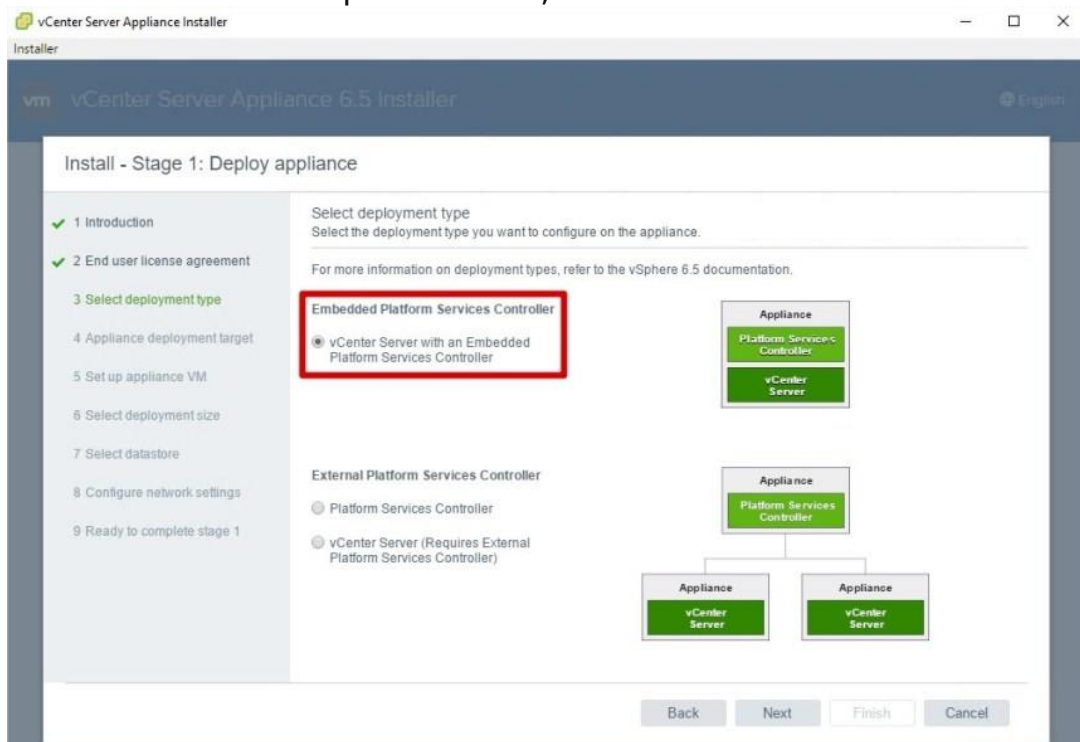 vCenter Server Appliance Installer
Installer
vm vCenter Server Appliance 6.5 Installer
English
Install - Stage 1: Deploy appliance
1 Introduction
2 End user license agreement
3 Select deployment type
4 Appliance deployment target
5 Set up appliance VM
6 Select deployment size
7 Select datastore
8 Configure network settings
9 Ready to complete stage 1
Select deployment type
Select the deployment type you want to configure on the appliance.
For more information on deployment types, refer to the vSphere 6.5 documentation.
Embedded Platform Services Controller
vCenter Server with an Embedded
Platform Services Controller
Appliance
Platform Services
Controller
vCenter
Server
External Platform Services Controller
Platform Services Controller
vCenter Server (Requires External
Platform Services Controller)
Appliance
Platform Services
Controller
Appliance
vCenter
Server
Appliance
vCenter
Server
Back
Next
Finish
Cancel